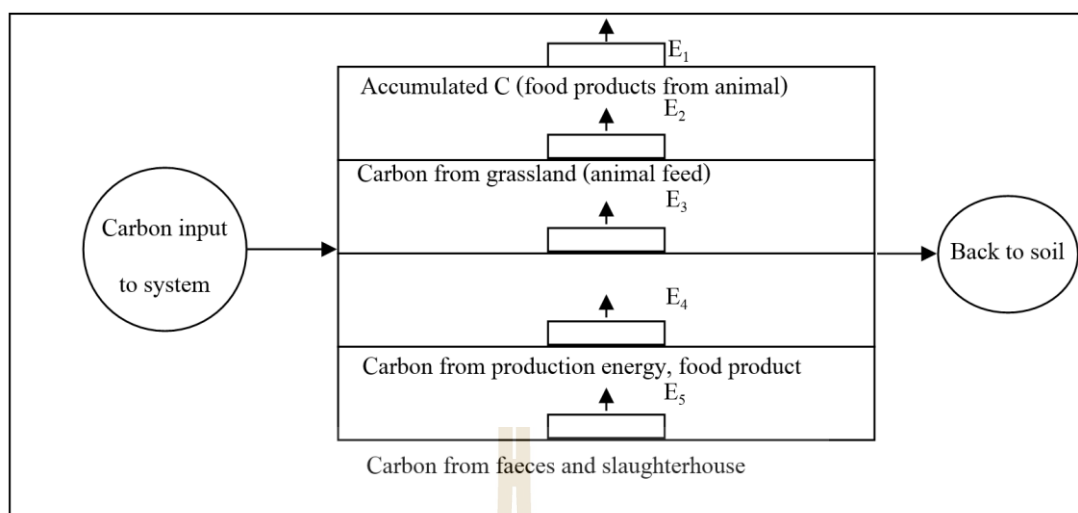 E₁
Accumulated C (food products from animal)
E₂
Carbon from grassland (animal feed)
E₃
Carbon input
to system
Back to soil
E₄
Carbon from production energy, food product
E₅
Carbon from faeces and slaughterhouse